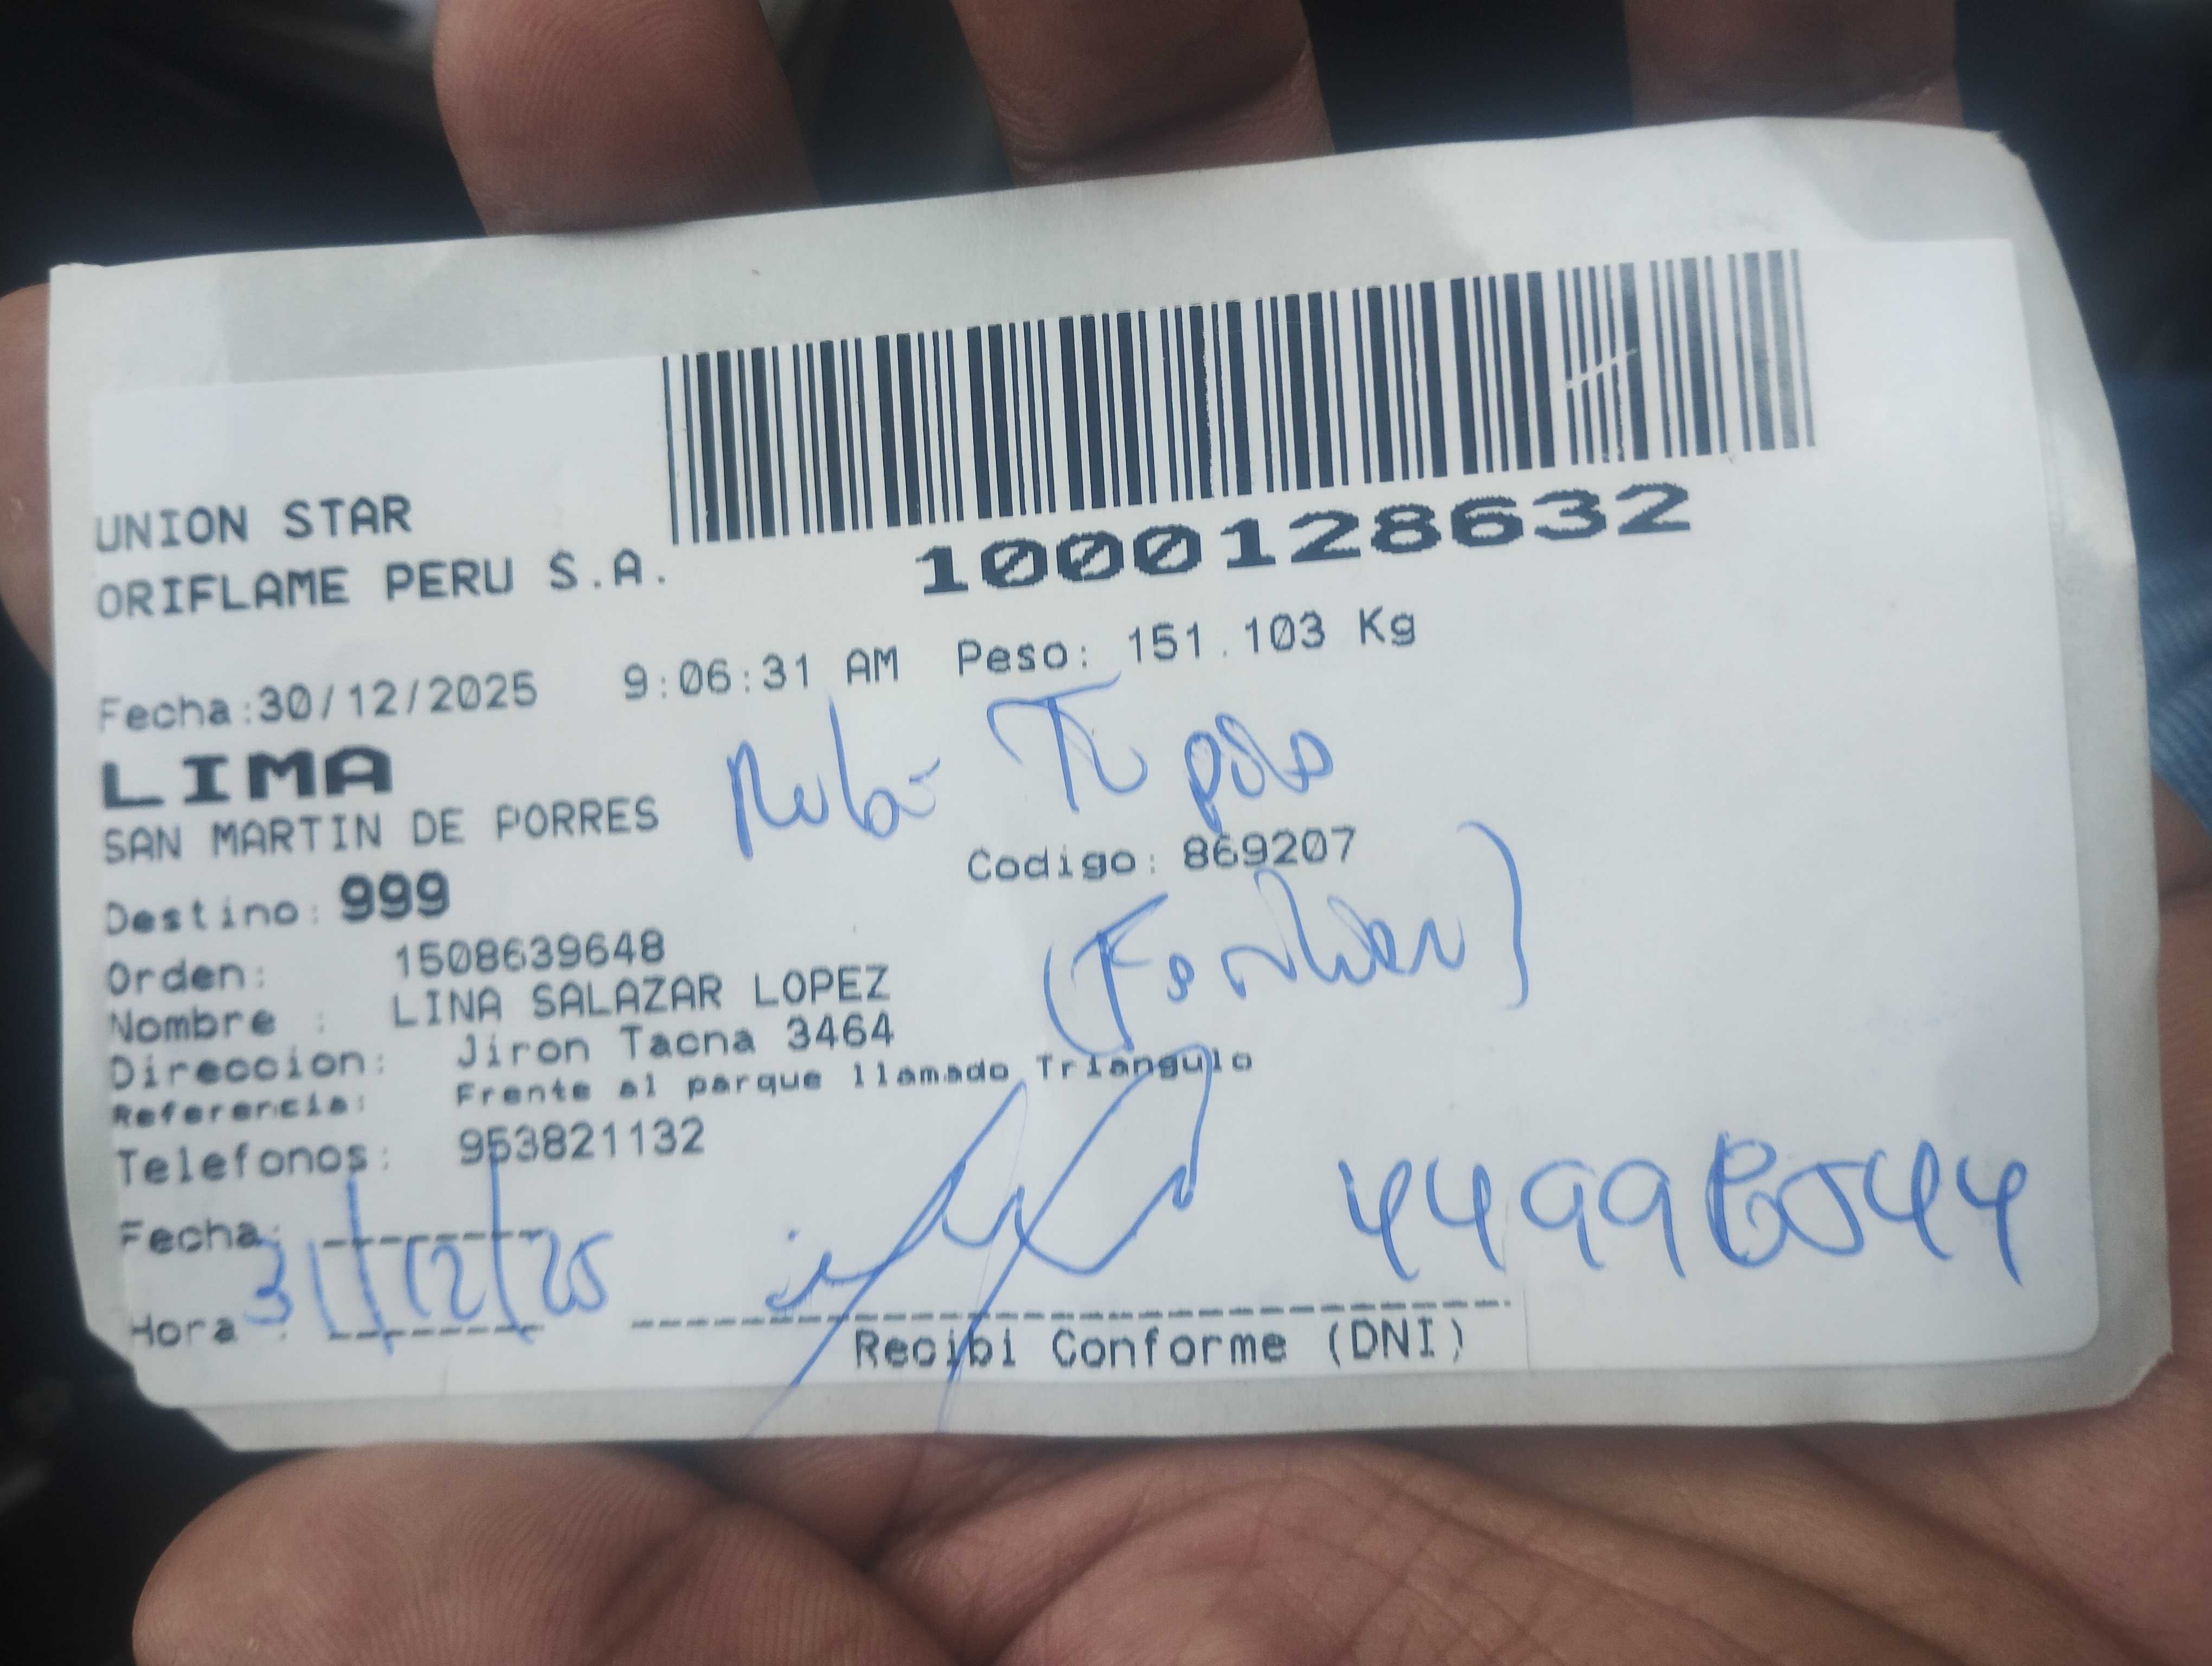 UNION STAR
ORIFLAME PERU S.A.
1000128632
Fecha:30/12/2025 9:06:31 AM Peso: 151.103 Kg
LIMA
SAN MARTIN DE PORRES
Codigo: 869207
Destino: 999
Orden: 1508639648
Nombre : LINA SALAZAR LOPEZ
Direccion: Jiron Tacna 3464
Referencia: Frente al parque llamado Triangulo
Telefonos: 953821132
Fecha:
31/12/25
Hora :
Recibi Conforme (DNI)